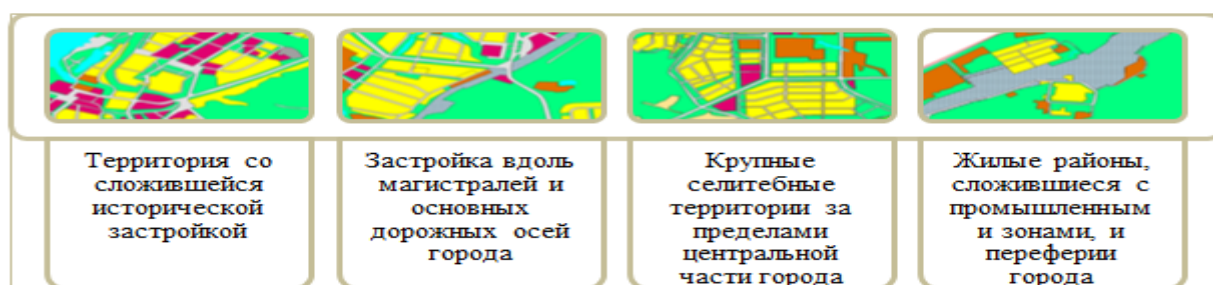 Территория со
сложившейся
исторической
застройкой
Застройка вдоль
магистралей и
основных
дорожных осей
города
Крупные
селитебные
территории за
пределами
центральной
части города
Жилые районы,
сложившиеся с
промышленным
и зонами, и
переферии
города